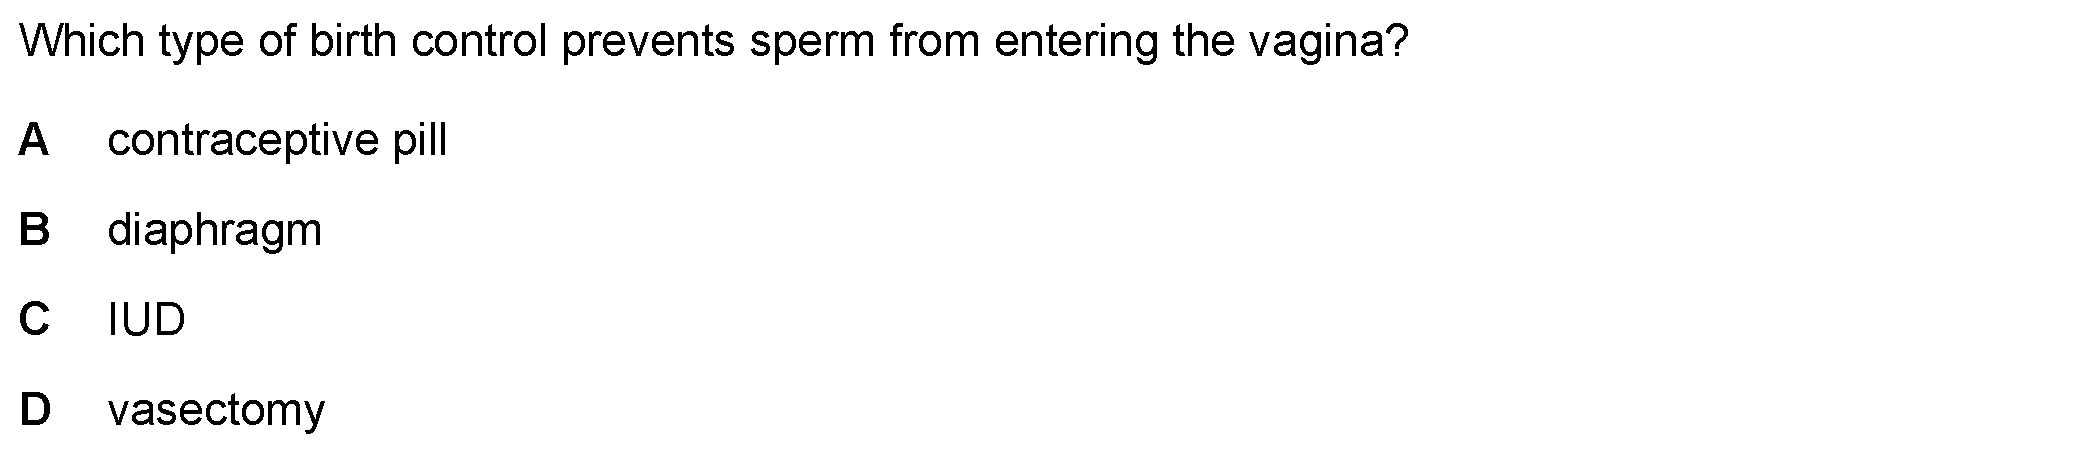 Which type of birth control prevents sperm from entering the vagina?
A contraceptive pill
B diaphragm
C IUD
D vasectomy